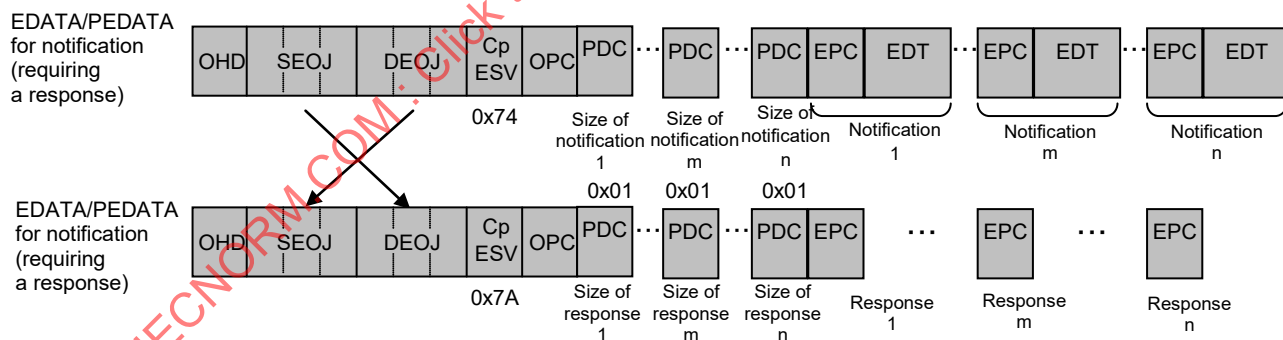 EDATA/PEDATA
for notification
(requiring
a response)
OHD SEOJ DEOJ Cp ESV OPC PDC ... PDC ... PDC EPC EDT ... EPC EDT ... EPC EDT
0x74
Size of notification 1
Size of notification m
Size of notification n
Notification 1
Notification m
Notification n
0x01 0x01 0x01
EDATA/PEDATA
for notification
(requiring
a response)
OHD SEOJ DEOJ Cp ESV OPC PDC ... PDC ... PDC EPC ... EPC ... EPC
0x7A
Size of response 1
Size of response m
Size of response n
Response 1
Response m
Response n
IECNORM.COM: Click